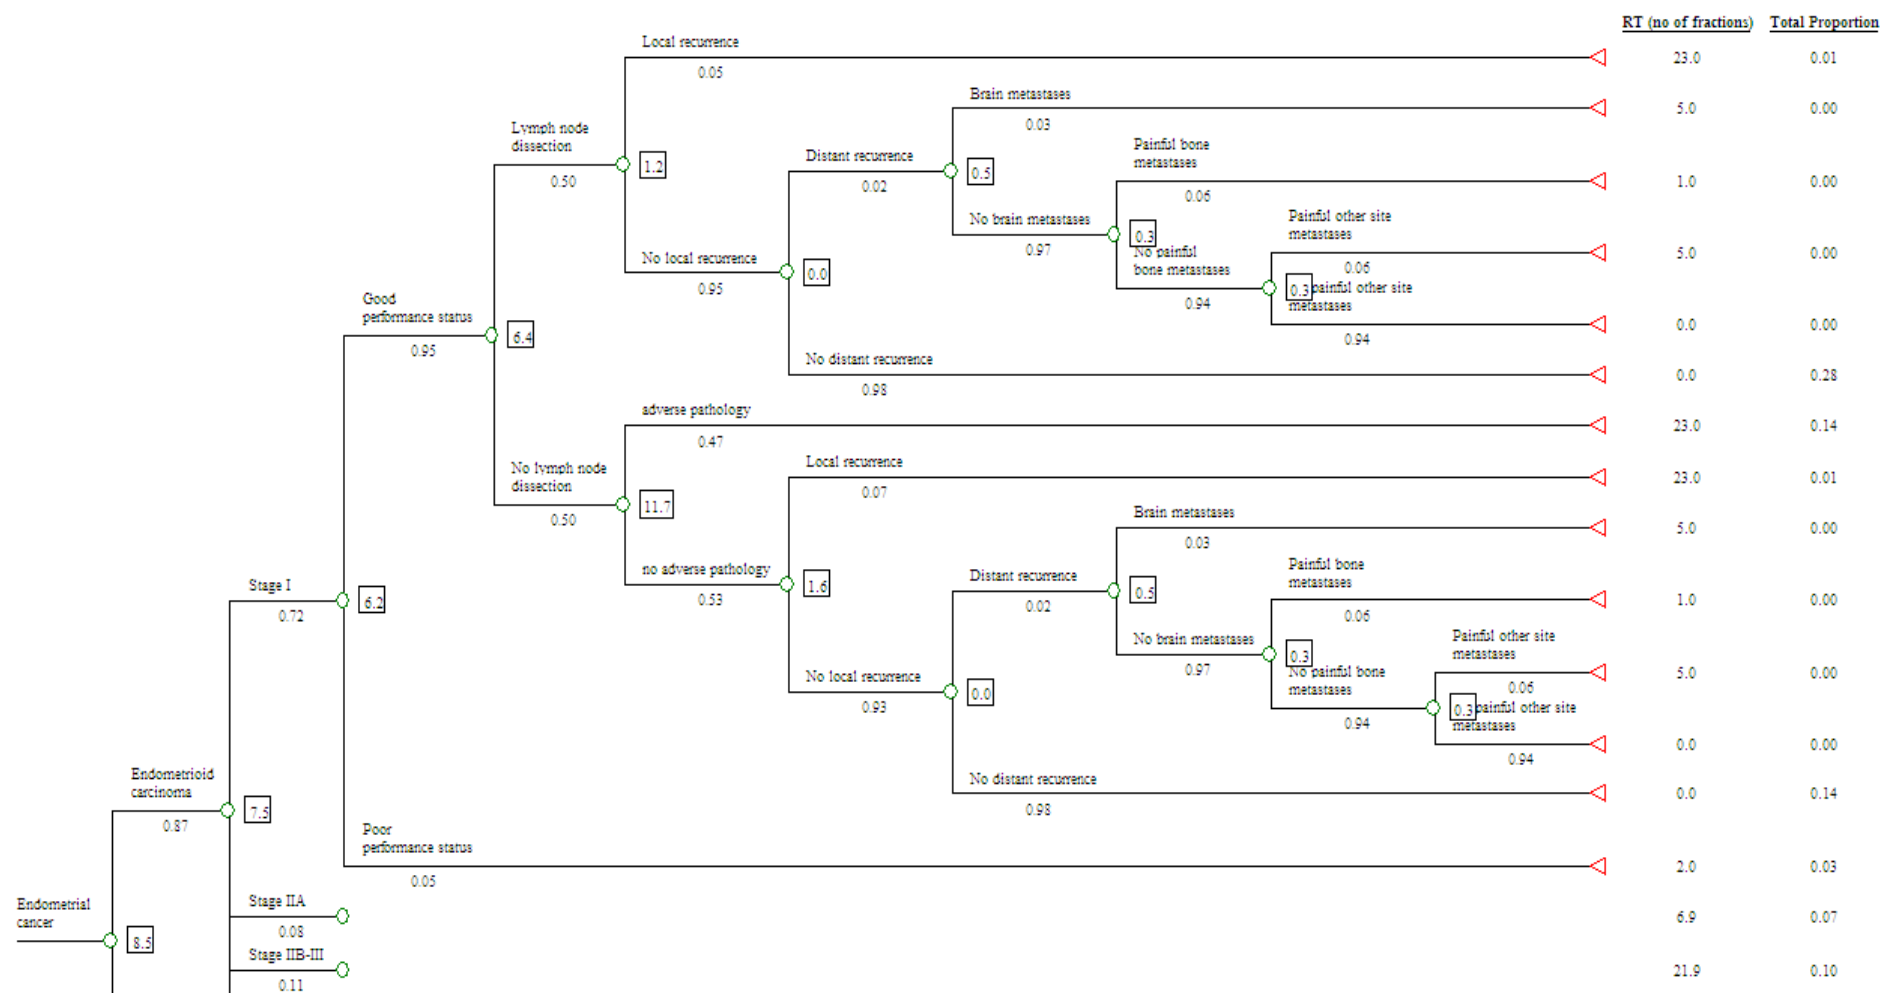 RT (no of fractions) Total Proportion
Local recurrence
0.05
23.0 0.01
Brain metastases
0.03
5.0 0.00
Lymph node
dissection
0.50
1.2
Distant recurrence
0.02
0.5
Painful bone
metastases
0.06
1.0 0.00
No brain metastases
0.97
0.3
Painful other site
metastases
0.06
5.0 0.00
No local recurrence
0.95
0.0
No painful
bone metastases
0.94
0.3
painful other site
metastases
0.94
0.0 0.00
Good
performance status
0.95
6.4
No distant recurrence
0.98
0.0 0.28
adverse pathology
0.47
23.0 0.14
No lymph node
dissection
0.50
11.7
Local recurrence
0.07
23.0 0.01
Brain metastases
0.03
5.0 0.00
no adverse pathology
0.53
1.6
Distant recurrence
0.02
0.5
Painful bone
metastases
0.06
1.0 0.00
Stage I
0.72
6.2
No brain metastases
0.97
0.3
Painful other site
metastases
0.06
5.0 0.00
No local recurrence
0.93
0.0
No painful bone
metastases
0.94
0.3
painful other site
metastases
0.94
0.0 0.00
Endometrioid
carcinoma
0.87
7.5
No distant recurrence
0.98
0.0 0.14
Poor
performance status
0.05
2.0 0.03
Endometrial
cancer
8.5
Stage IIA
0.08
6.9 0.07
Stage IIB-III
0.11
21.9 0.10